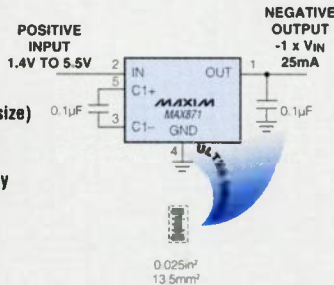 POSITIVE
INPUT
1.4V TO 5.5V
NEGATIVE
OUTPUT
-1 x VIN
25mA
2
IN
OUT
1
5
C1+
MAXIM
MAX871
0.1µF
3
C1–
GND
0.1µF
4
size)
y
0.025in²
13.5mm²